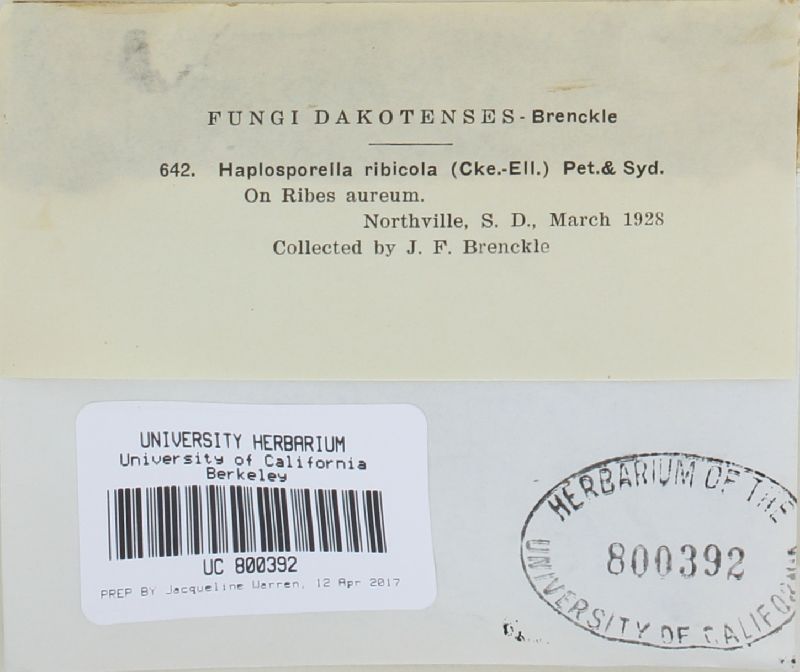 FUNGI DAKOTENSES - Brenckle
642. Haplosporella ribicola (Cke.-Ell.) Pet.& Syd.
On Ribes aureum.
Northville, S. D., March 1928
Collected by J. F. Brenckle
UNIVERSITY HERBARIUM
University of California
Berkeley
UC 800392
PREP BY Jacqueline Warren, 12 Apr 2017
HERBARIUM OF THE
800392
UNIVERSITY OF CALIFO